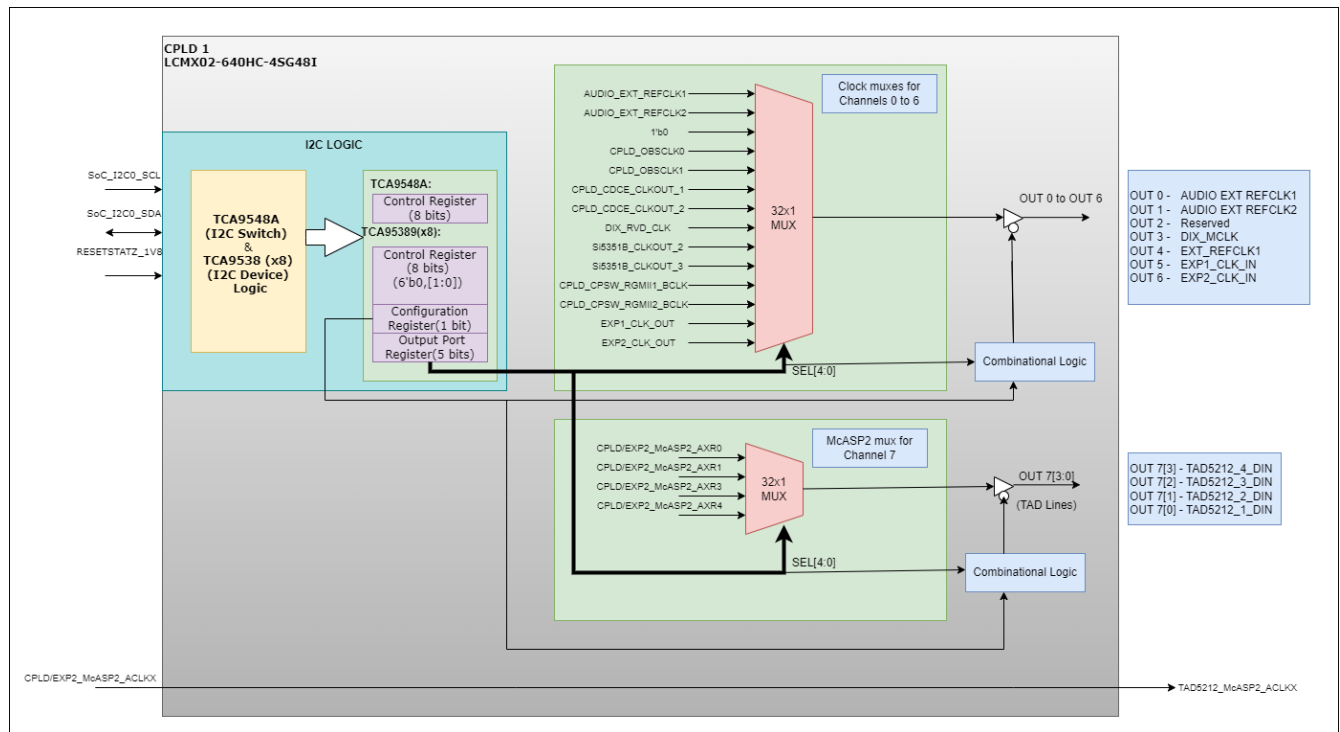 CPLD 1
LCMX02-640HC-4SG48I
I2C LOGIC
SoC_I2C0_SCL
SoC_I2C0_SDA
RESETSTATZ_1V8
TCA9548A
(I2C Switch)
&
TCA9538 (x8)
(I2C Device)
Logic
TCA9548A:
Control Register
(8 bits)
TCA95389(x8):
Control Register
(8 bits)
(6'b0,[1:0])
Configuration
Register(1 bit)
Output Port
Register(5 bits)
AUDIO_EXT_REFCLK1
AUDIO_EXT_REFCLK2
1'b0
CPLD_OBSCLK0
CPLD_OBSCLK1
CPLD_CDCE_CLKOUT_1
CPLD_CDCE_CLKOUT_2
DIX_RVD_CLK
Si5351B_CLKOUT_2
Si5351B_CLKOUT_3
CPLD_CPSW_RGMII1_BCLK
CPLD_CPSW_RGMII2_BCLK
EXP1_CLK_OUT
EXP2_CLK_OUT
32x1
MUX
Clock muxes for
Channels 0 to 6
SEL[4:0]
OUT 0 to OUT 6
Combinational Logic
OUT 0 - AUDIO EXT REFCLK1
OUT 1 - AUDIO EXT REFCLK2
OUT 2 - Reserved
OUT 3 - DIX_MCLK
OUT 4 - EXT_REFCLK1
OUT 5 - EXP1_CLK_IN
OUT 6 - EXP2_CLK_IN
CPLD/EXP2_McASP2_AXR0
CPLD/EXP2_McASP2_AXR1
CPLD/EXP2_McASP2_AXR3
CPLD/EXP2_McASP2_AXR4
32x1
MUX
McASP2 mux for
Channel 7
SEL[4:0]
OUT 7[3:0]
(TAD Lines)
Combinational Logic
OUT 7[3] - TAD5212_4_DIN
OUT 7[2] - TAD5212_3_DIN
OUT 7[1] - TAD5212_2_DIN
OUT 7[0] - TAD5212_1_DIN
CPLD/EXP2_McASP2_ACLKX
TAD5212_McASP2_ACLKX